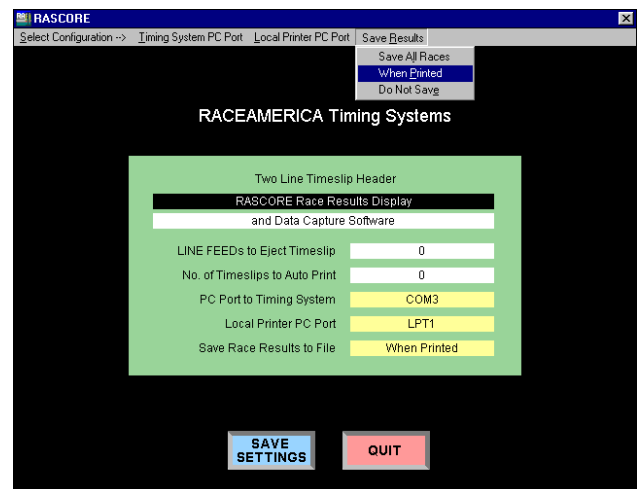 RASCORE
Select Configuration --> Timing System PC Port Local Printer PC Port Save Results
Save All Races
When Printed
Do Not Save
RACEAMERICA Timing Systems
Two Line Timeslip Header
RASCORE Race Results Display
and Data Capture Software
LINE FEEDs to Eject Timeslip 0
No. of Timeslips to Auto Print 0
PC Port to Timing System COM3
Local Printer PC Port LPT1
Save Race Results to File When Printed
SAVE
SETTINGS
QUIT